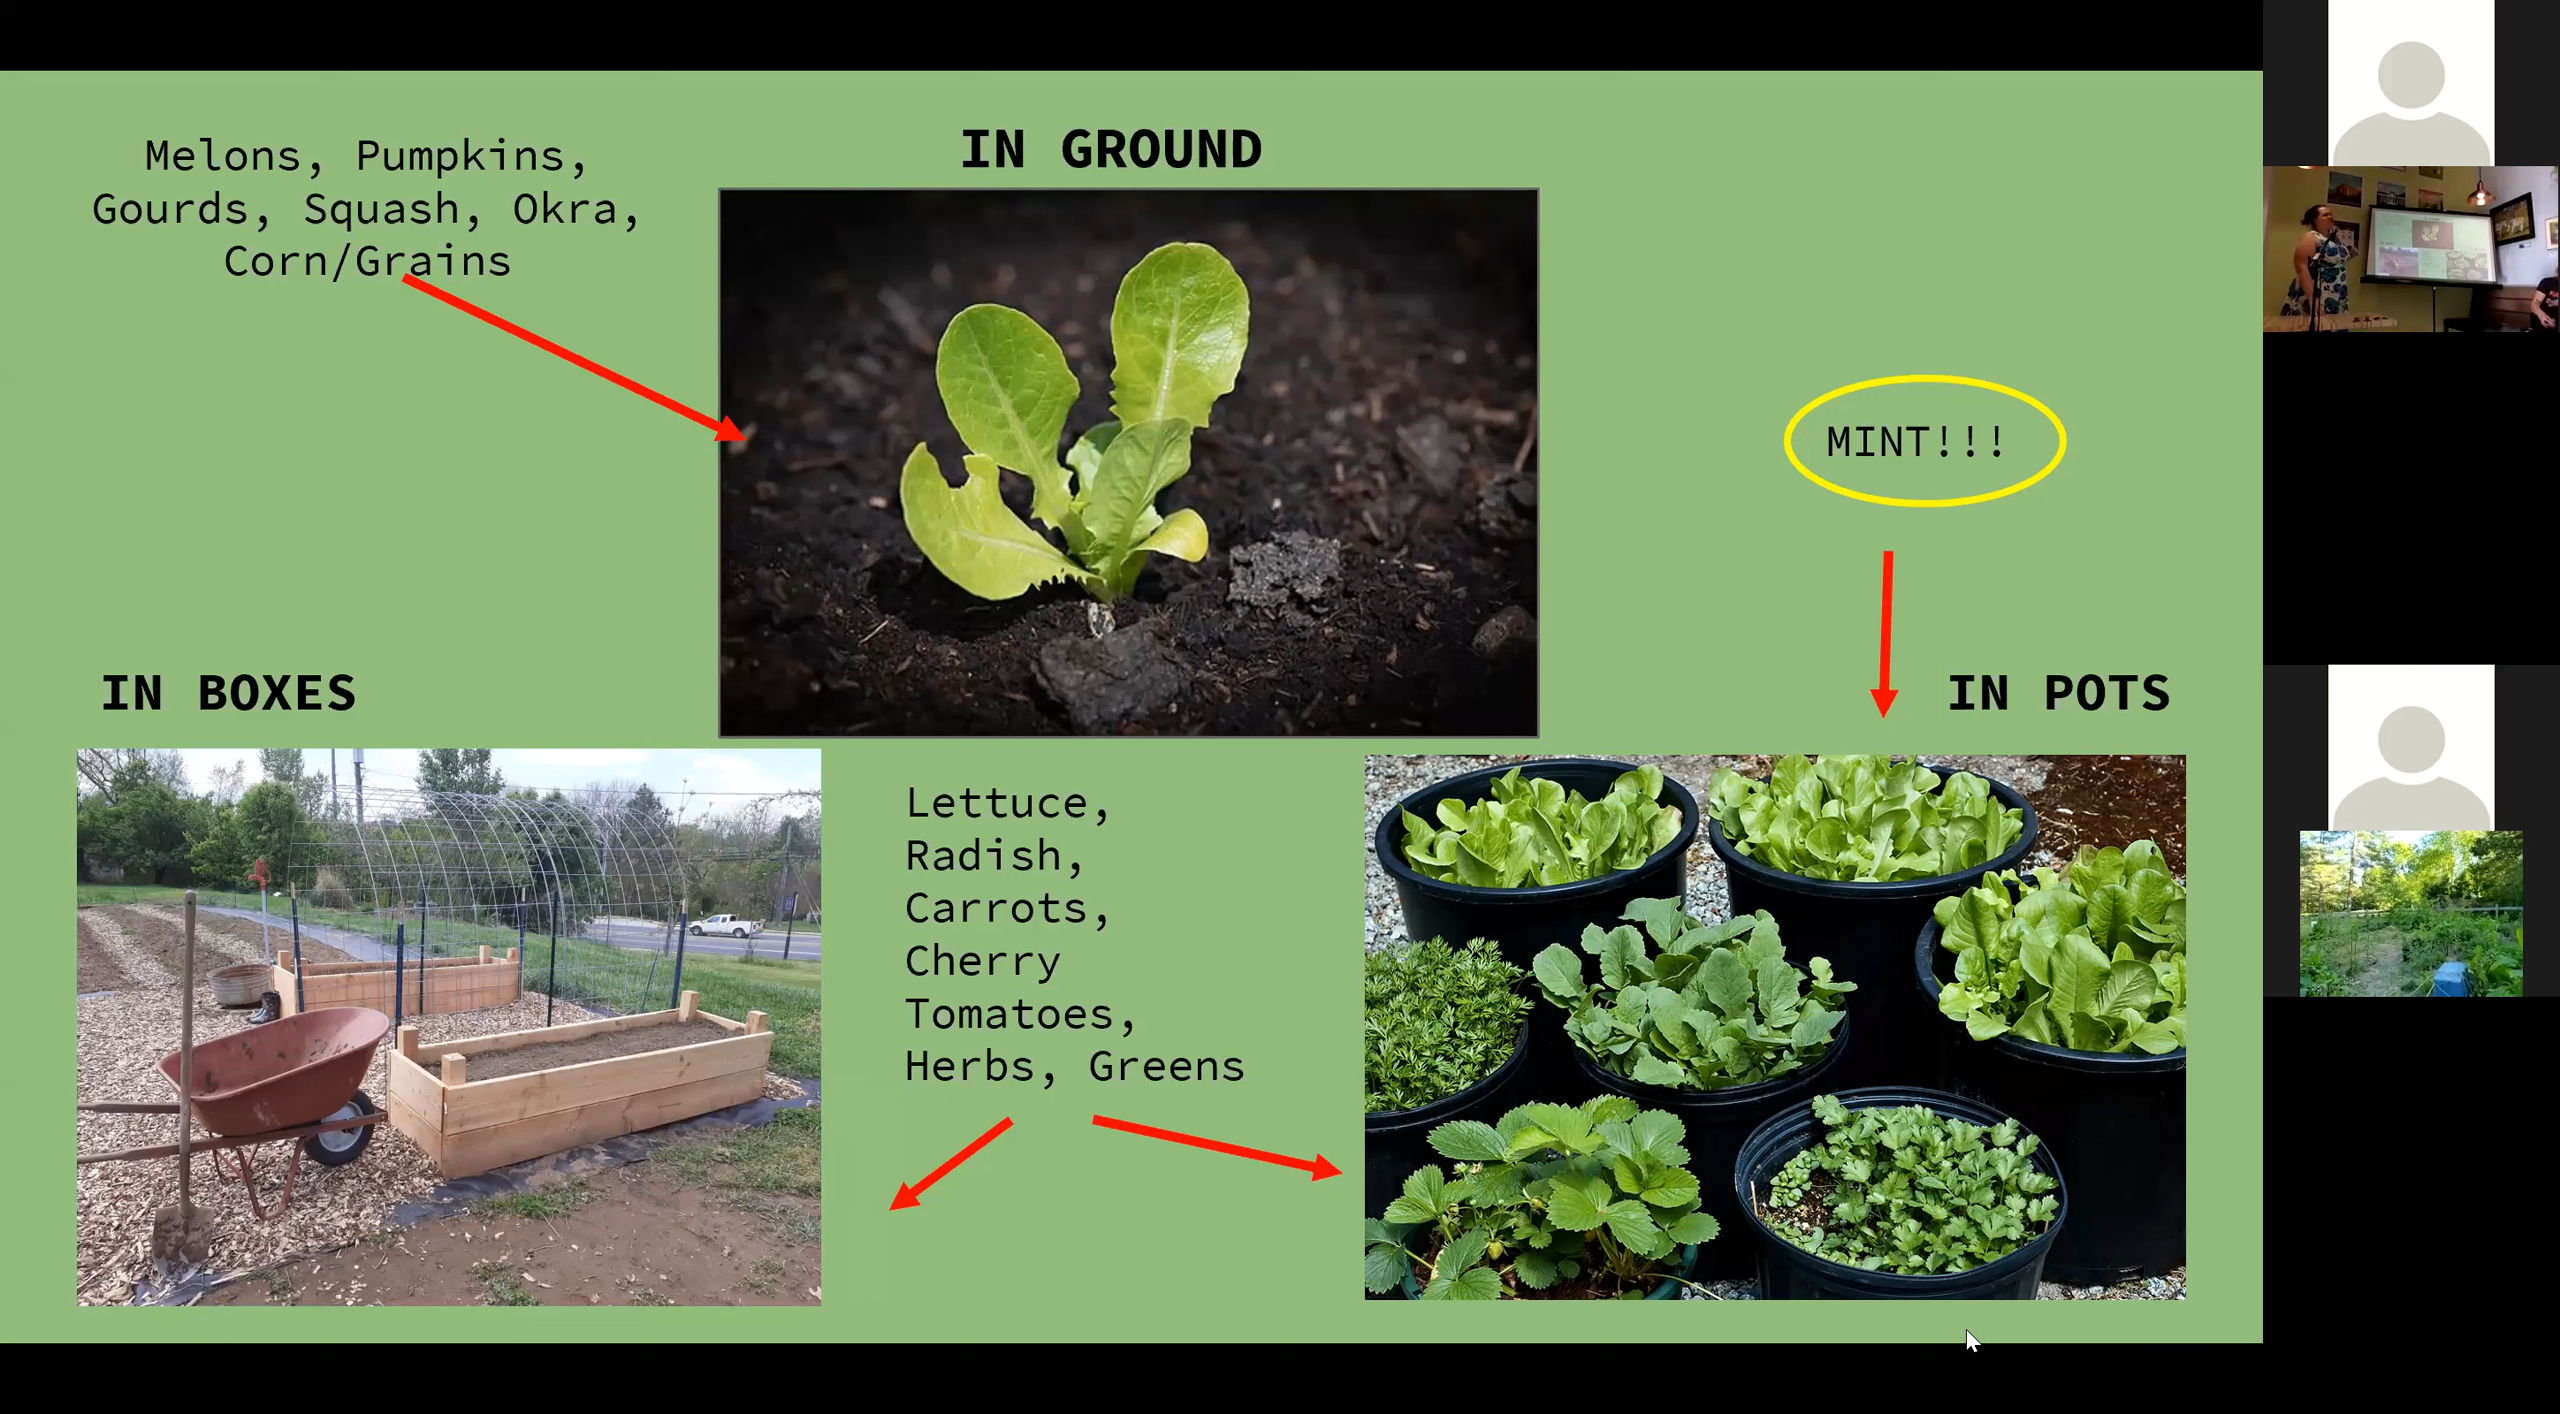 IN GROUND
Melons, Pumpkins,
Gourds, Squash, Okra,
Corn/Grains
MINT!!!
IN BOXES
IN POTS
Lettuce,
Radish,
Carrots,
Cherry
Tomatoes,
Herbs, Greens